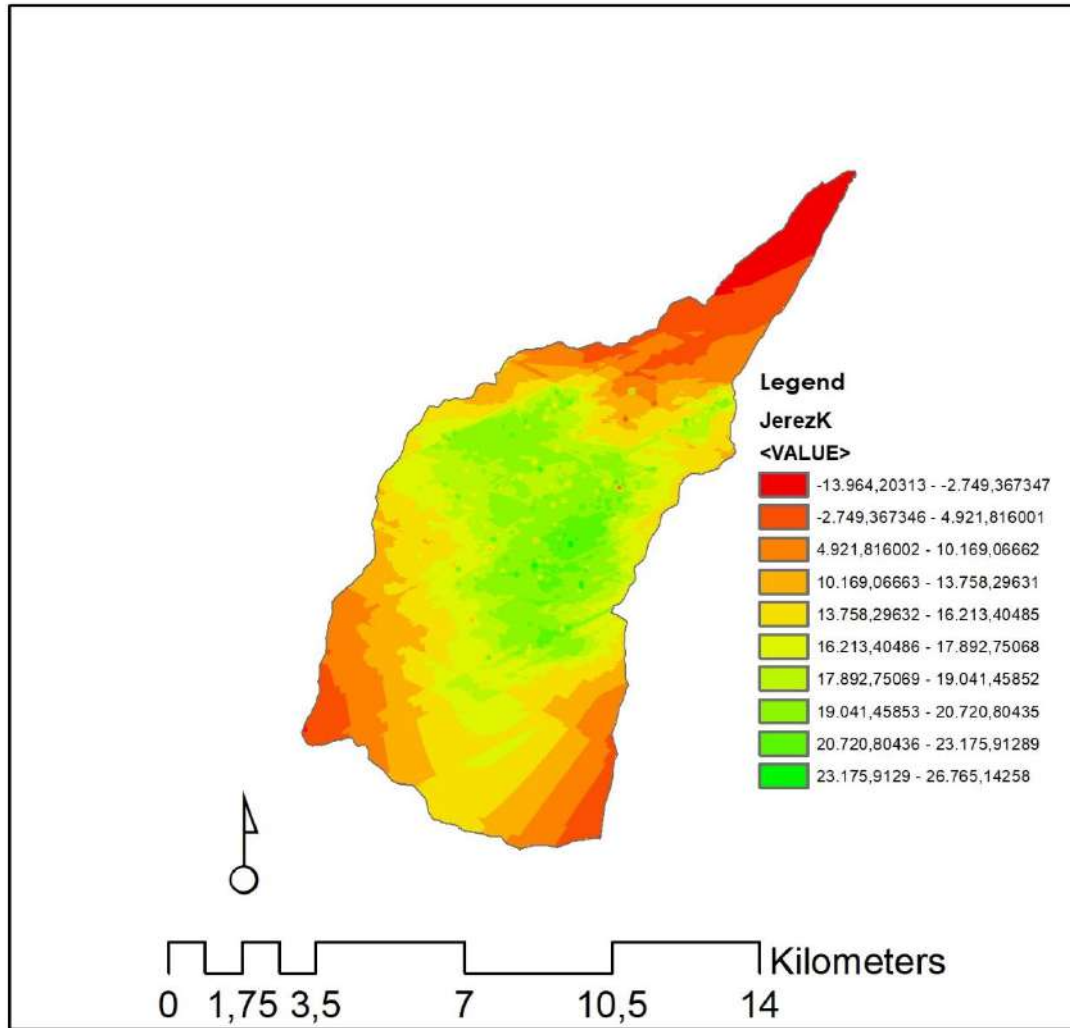 Legend
JerezK
<VALUE>
-13.964,20313 - -2.749,367347
-2.749,367346 - 4.921,816001
4.921,816002 - 10.169,06662
10.169,06663 - 13.758,29631
13.758,29632 - 16.213,40485
16.213,40486 - 17.892,75068
17.892,75069 - 19.041,45852
19.041,45853 - 20.720,80435
20.720,80436 - 23.175,91289
23.175,9129 - 26.765,14258
Kilometers
0 1,75 3,5 7 10,5 14